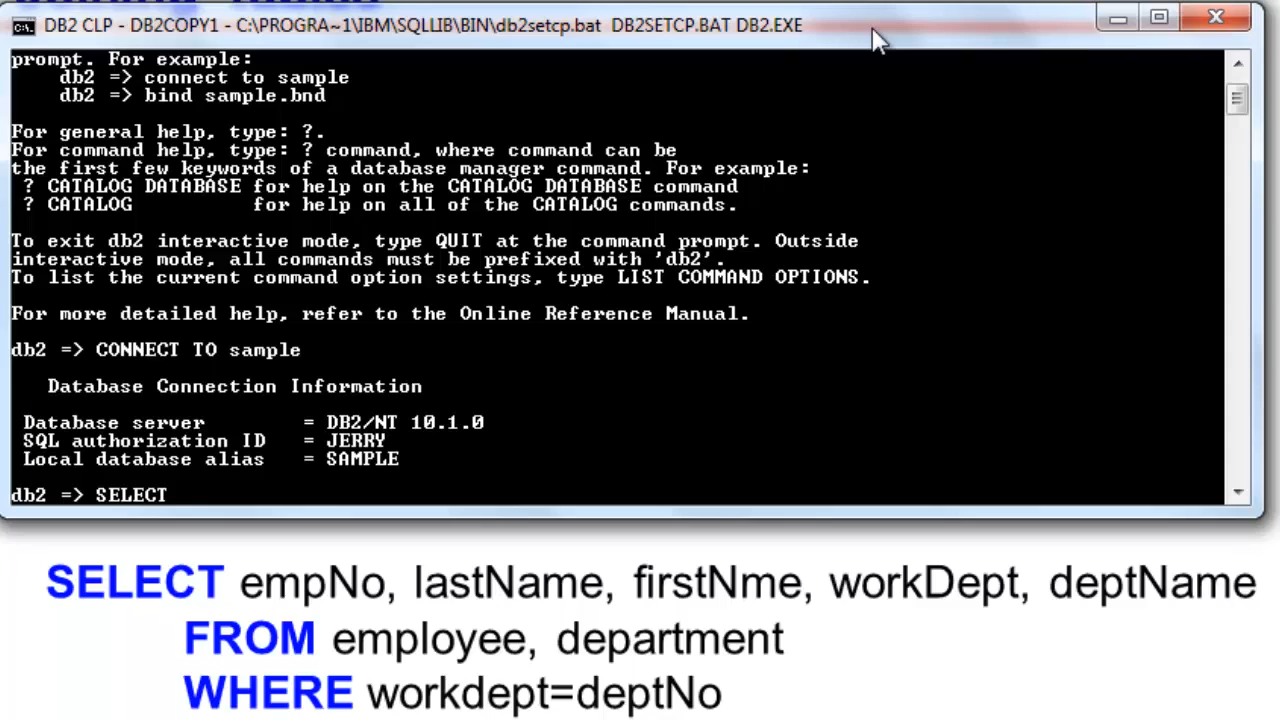 DB2 CLP - DB2COPY1 - C:\PROGRA~1\IBM\SQLLIB\BIN\db2setcp.bat  DB2SETCP.BAT DB2.EXE
prompt. For example:
    db2 => connect to sample
    db2 => bind sample.bnd
For general help, type: ?.
For command help, type: ? command, where command can be
the first few keywords of a database manager command. For example:
 ? CATALOG DATABASE for help on the CATALOG DATABASE command
 ? CATALOG          for help on all of the CATALOG commands.
To exit db2 interactive mode, type QUIT at the command prompt. Outside
interactive mode, all commands must be prefixed with 'db2'.
To list the current command option settings, type LIST COMMAND OPTIONS.
For more detailed help, refer to the Online Reference Manual.
db2 => CONNECT TO sample
   Database Connection Information
 Database server        = DB2/NT 10.1.0
 SQL authorization ID   = JERRY
 Local database alias   = SAMPLE
db2 => SELECT
SELECT empNo, lastName, firstNme, workDept, deptName
FROM employee, department
WHERE workdept=deptNo